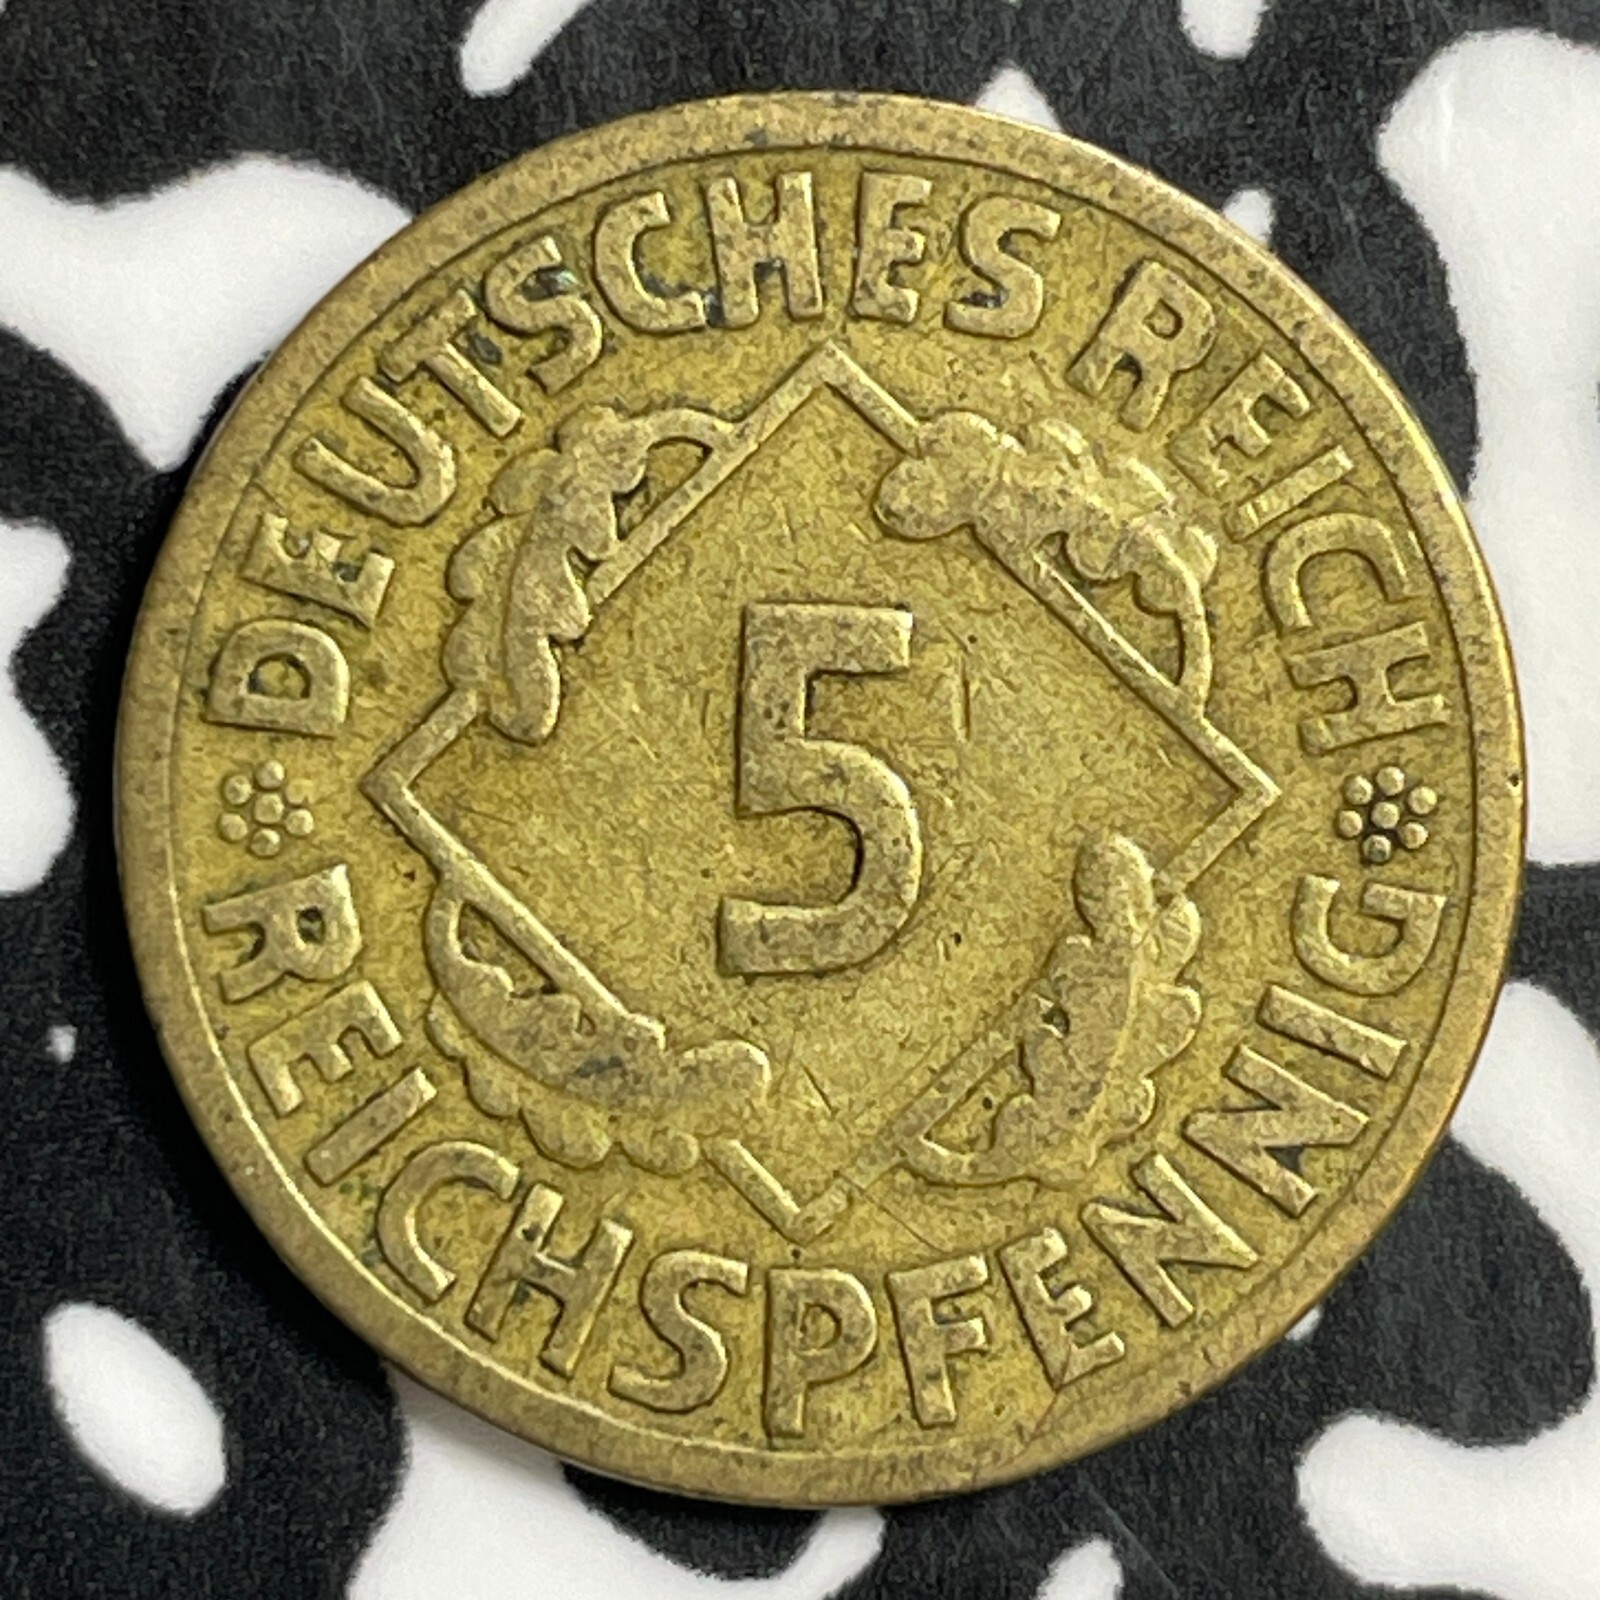 DEUTSCHES REICH
5
REICHSPFENNIG